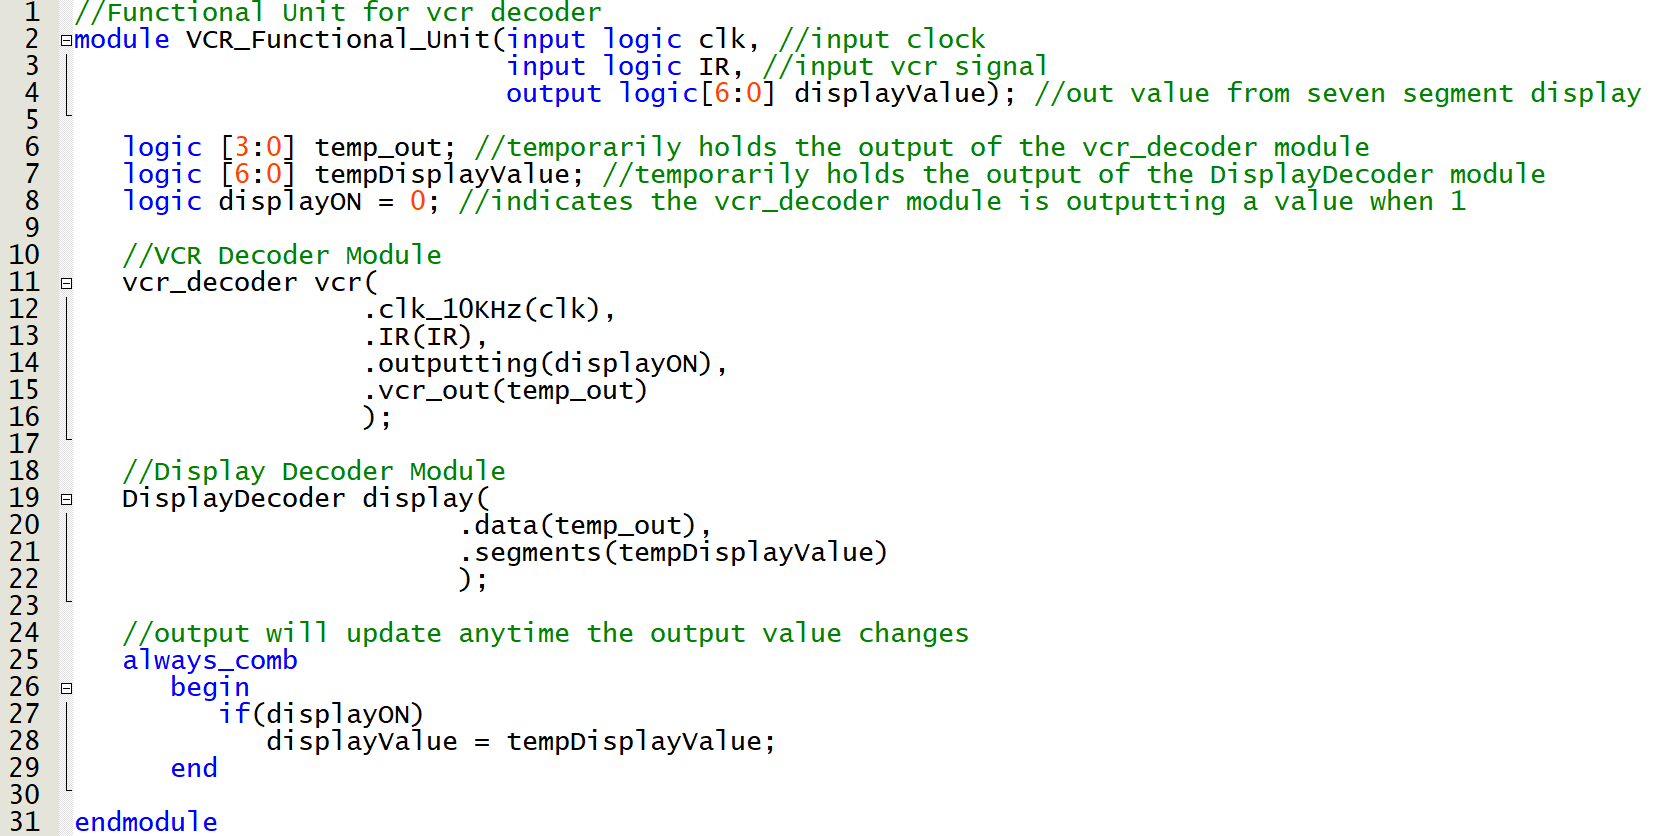 1 //Functional Unit for vcr decoder
2 module VCR_Functional_Unit(input logic clk, //input clock
3 input logic IR, //input vcr signal
4 output logic[6:0] displayValue); //out value from seven segment display
5
6 logic [3:0] temp_out; //temporarily holds the output of the vcr_decoder module
7 logic [6:0] tempDisplayValue; //temporarily holds the output of the DisplayDecoder module
8 logic displayON = 0; //indicates the vcr_decoder module is outputting a value when 1
9
10 //VCR Decoder Module
11 vcr_decoder vcr(
12 .clk_10KHz(clk),
13 .IR(IR),
14 .outputting(displayON),
15 .vcr_out(temp_out)
16 );
17
18 //Display Decoder Module
19 DisplayDecoder display(
20 .data(temp_out),
21 .segments(tempDisplayValue)
22 );
23
24 //output will update anytime the output value changes
25 always_comb
26 begin
27 if(displayON)
28 displayValue = tempDisplayValue;
29 end
30
31 endmodule